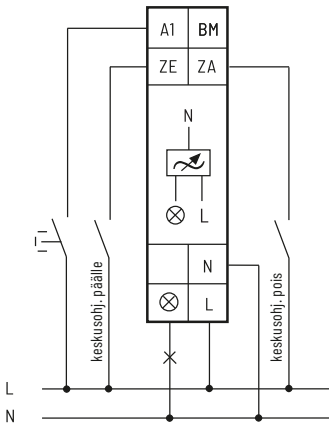 A1 BM
ZE ZA
N
L
N
L
keskusohj. päälle
keskusohj. pois
L
N